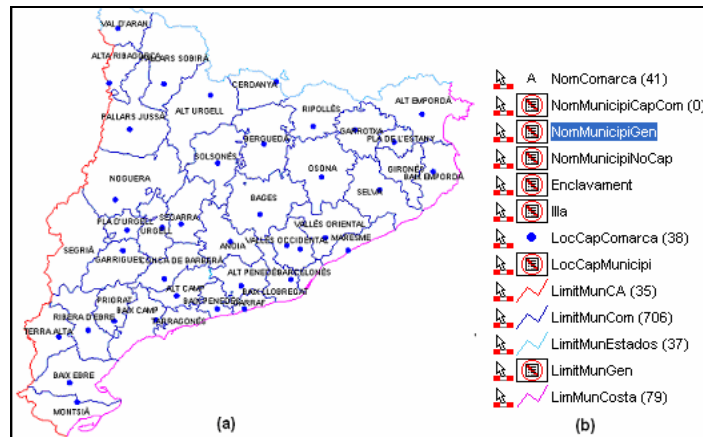 VAL D'ARAN
ALTA RIBAGORÇA
PALLARS SOBIRÀ
CERDANYA
ALT URGELL
RIPOLLÈS
ALT EMPORDÀ
PALLARS JUSSÀ
BERGUEDÀ
GARROTXA
PLA DE L'ESTANY
SOLSONÈS
GIRONÈS
BAIX EMPORDÀ
NOGUERA
OSONA
SELVA
BAGES
PLA D'URGELL
SEGARRA
URGELL
VALLÈS ORIENTAL
SEGRIÀ
ANOIA
VALLÈS OCCIDENTAL
MARESME
GARRIGUES
CONCA DE BARBERÀ
ALT PENEDÈS
BARCELONÈS
ALT CAMP
BAIX LLOBREGAT
PRIORAT
BAIX PENEDÈS
GARRAF
RIBERA D'EBRE
BAIX CAMP
TARRAGONÈS
TERRA ALTA
BAIX EBRE
MONTSIÀ
(a)
A NomComarca (41)
NomMunicipiCapCom (0)
NomMunicipiGen
NomMunicipiNoCap
Enclavament
Illa
LocCapComarca (38)
LocCapMunicipi
LimitMunCA (35)
LimitMunCom (706)
LimitMunEstados (37)
LimitMunGen
LimMunCosta (79)
(b)